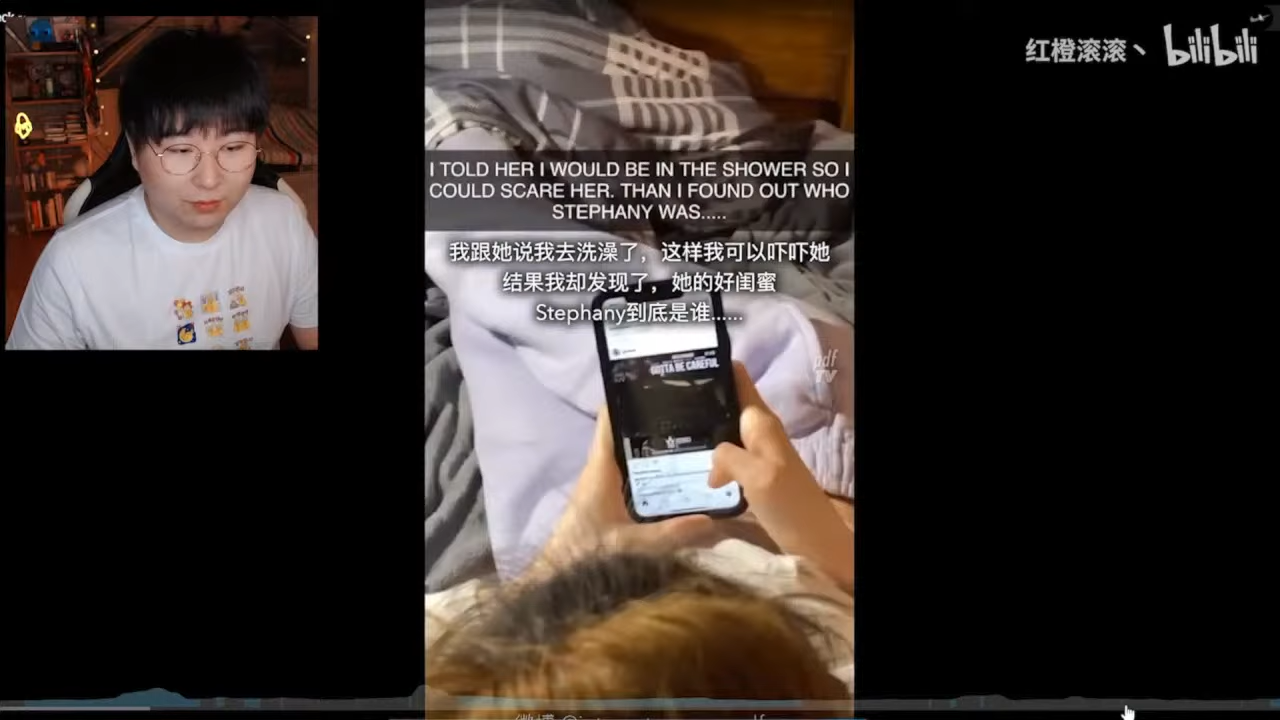 红橙滚滚丶 bilibili
I TOLD HER I WOULD BE IN THE SHOWER SO I
COULD SCARE HER. THAN I FOUND OUT WHO
STEPHANY WAS.....
我跟她说我去洗澡了，这样我可以吓吓她
结果我却发现了，她的好闺蜜
Stephany到底是谁......
pdf
TV
GOTTA BE CAREFUL